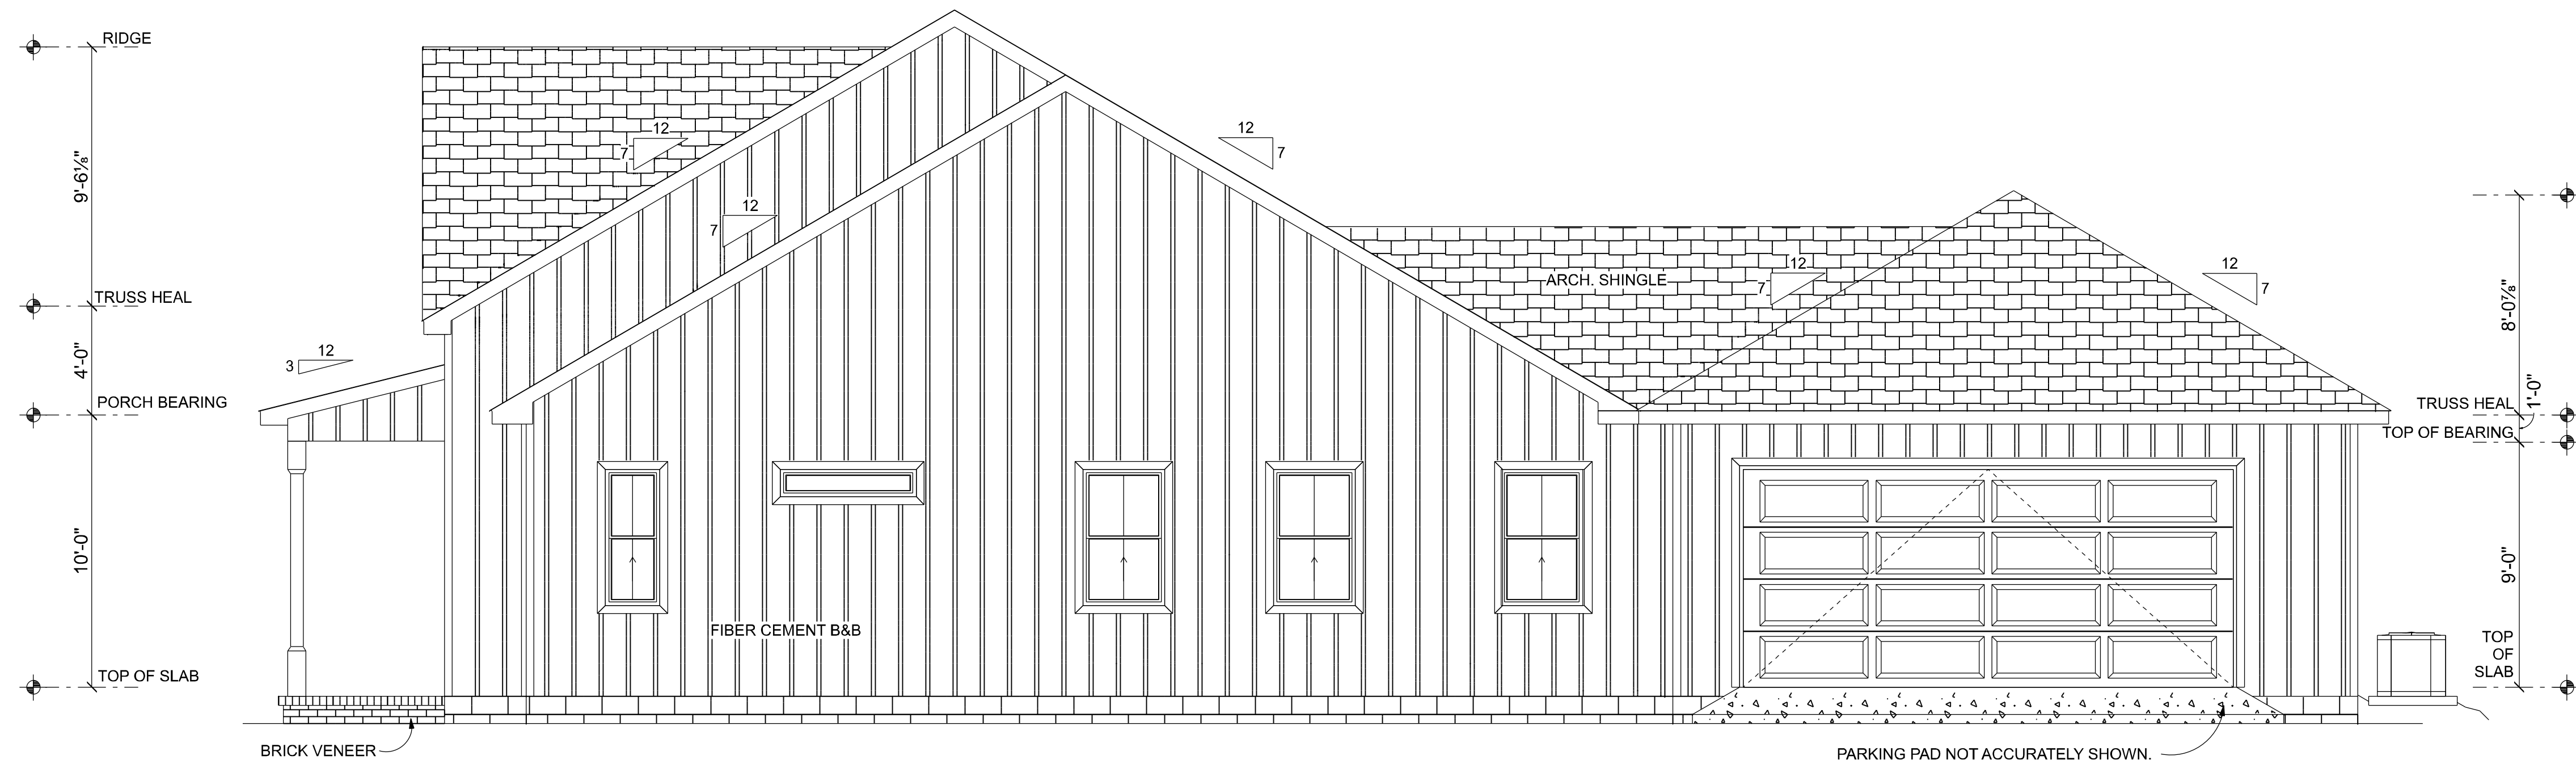 RIDGE
9'-6⅛"
TRUSS HEAL
4'-0"
PORCH BEARING
10'-0"
TOP OF SLAB
12
3
12
7
12
7
12
7
ARCH. SHINGLE
12
7
12
7
FIBER CEMENT B&B
BRICK VENEER
PARKING PAD NOT ACCURATELY SHOWN.
8'-0⅞"
TRUSS HEAL
1'-0"
TOP OF BEARING
9'-0"
TOP
OF
SLAB